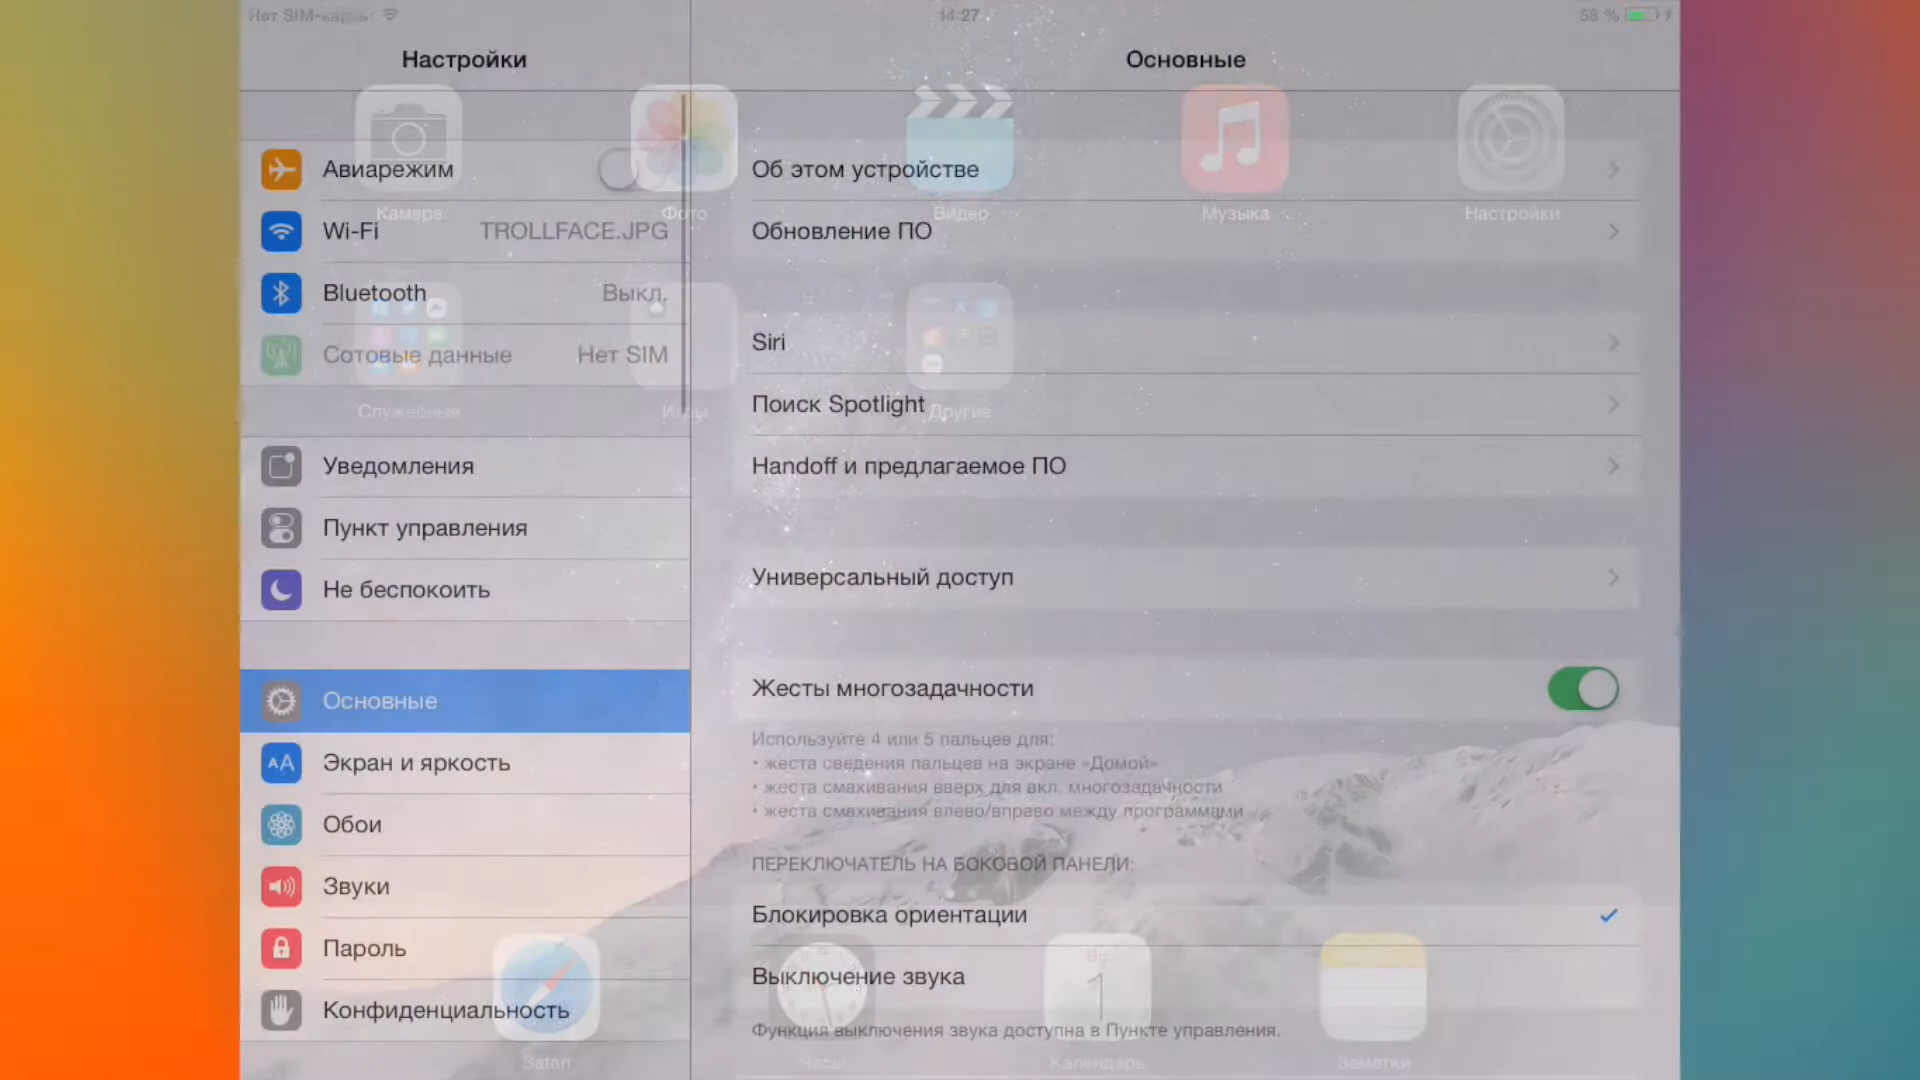 Нет SIM-карты
14:27
58 %
Настройки
Основные
Авиарежим
Wi-Fi TROLLFACE.JPG
Bluetooth Выкл.
Сотовые данные Нет SIM
Уведомления
Пункт управления
Не беспокоить
Основные
Экран и яркость
Обои
Звуки
Пароль
Конфиденциальность
Об этом устройстве
Обновление ПО
Siri
Поиск Spotlight
Handoff и предлагаемое ПО
Универсальный доступ
Жесты многозадачности
Используйте 4 или 5 пальцев для:
• жеста сведения пальцев на экране «Домой»
• жеста смахивания вверх для вкл. многозадачности
• жеста смахивания влево/вправо между программами
ПЕРЕКЛЮЧАТЕЛЬ НА БОКОВОЙ ПАНЕЛИ:
Блокировка ориентации
Выключение звука
Функция выключения звука доступна в Пункте управления.
Камера
Фото
Видео
Музыка
Настройки
Служебные
Игры
Другие
Safari
Часы
Вс
1
Календарь
Заметки